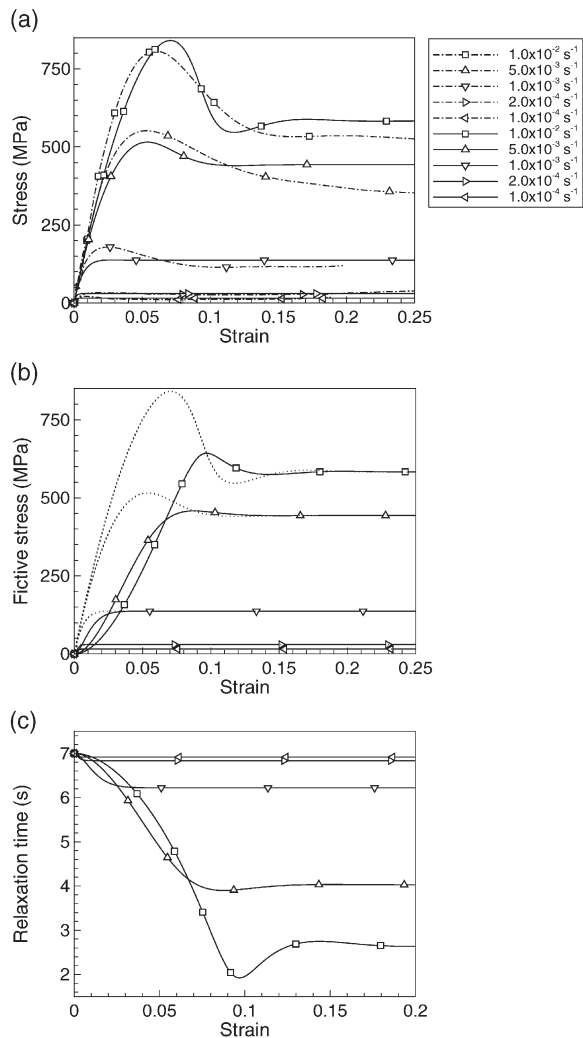 (a)
Stress (MPa)
750
500
250
0
0 0.05 0.1 0.15 0.2 0.25
Strain
1.0x10⁻² s⁻¹
5.0x10⁻³ s⁻¹
1.0x10⁻³ s⁻¹
2.0x10⁻⁴ s⁻¹
1.0x10⁻⁴ s⁻¹
1.0x10⁻² s⁻¹
5.0x10⁻³ s⁻¹
1.0x10⁻³ s⁻¹
2.0x10⁻⁴ s⁻¹
1.0x10⁻⁴ s⁻¹
(b)
Fictive stress (MPa)
750
500
250
0
0 0.05 0.1 0.15 0.2 0.25
Strain
(c)
Relaxation time (s)
7
6
5
4
3
2
0 0.05 0.1 0.15 0.2
Strain